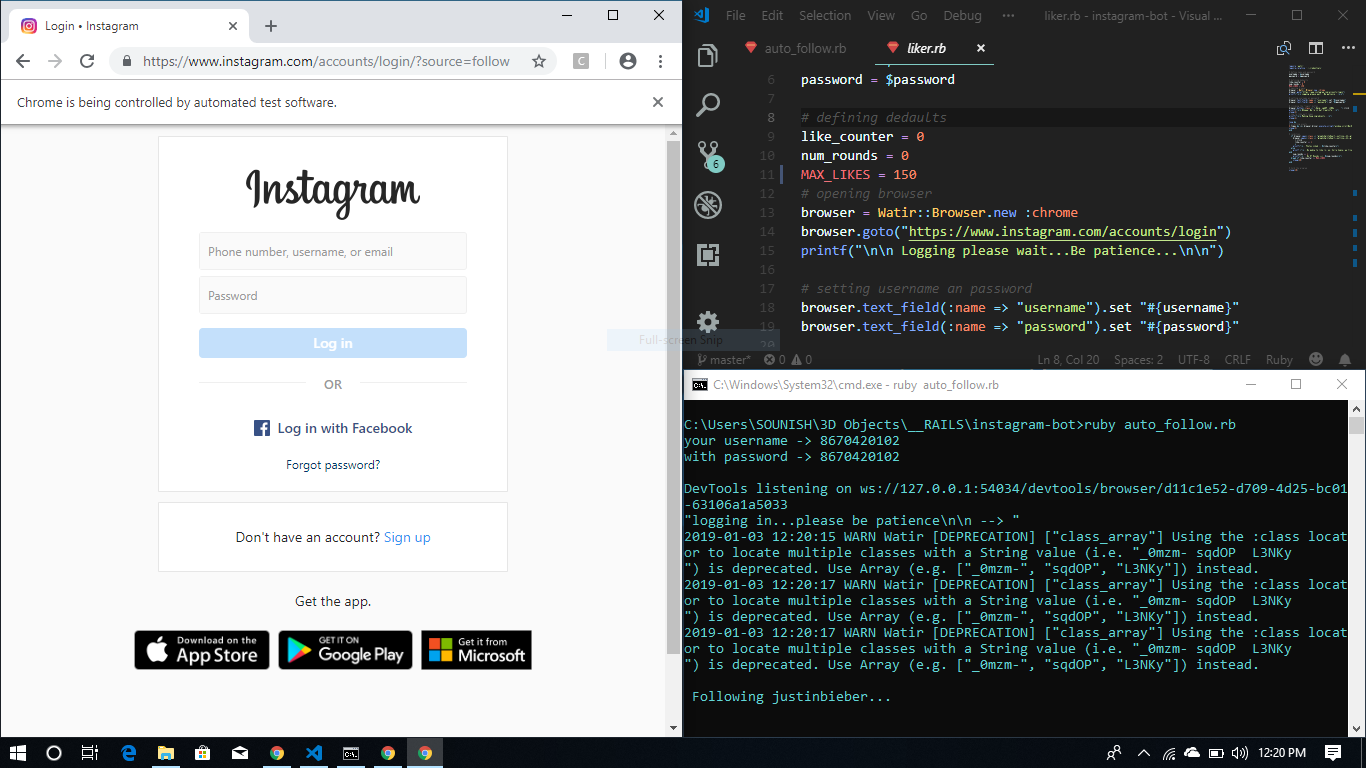 Login • Instagram
https://www.instagram.com/accounts/login/?source=follow
C
Chrome is being controlled by automated test software.
Instagram
Phone number, username, or email
Password
Log in
OR
Log in with Facebook
Forgot password?
Don't have an account? Sign up
Get the app.
Download on the
App Store
GET IT ON
Google Play
Get it from
Microsoft
Full-screen Snip
File Edit Selection View Go Debug ··· liker.rb - instagram-bot - Visual ...
auto_follow.rb liker.rb
6
6 password = $password
7
8 # defining dedaults
9 like_counter = 0
10 num_rounds = 0
11 MAX_LIKES = 150
12 # opening browser
13 browser = Watir::Browser.new :chrome
14 browser.goto("https://www.instagram.com/accounts/login")
15 printf("\n\n Logging please wait...Be patience...\n\n")
16
17 # setting username an password
18 browser.text_field(:name => "username").set "#{username}"
19 browser.text_field(:name => "password").set "#{password}"
20
master* 0 0 Ln 8, Col 20 Spaces: 2 UTF-8 CRLF Ruby
C:\Windows\System32\cmd.exe - ruby auto_follow.rb
C:\Users\SOUNISH\3D Objects\__RAILS\instagram-bot>ruby auto_follow.rb
your username -> 8670420102
with password -> 8670420102
DevTools listening on ws://127.0.0.1:54034/devtools/browser/d11c1e52-d709-4d25-bc01
-63106a1a5033
"logging in...please be patience\n\n --> "
2019-01-03 12:20:15 WARN Watir [DEPRECATION] ["class_array"] Using the :class locat
or to locate multiple classes with a String value (i.e. "_0mzm- sqdOP  L3NKy
") is deprecated. Use Array (e.g. ["_0mzm-", "sqdOP", "L3NKy"]) instead.
2019-01-03 12:20:17 WARN Watir [DEPRECATION] ["class_array"] Using the :class locat
or to locate multiple classes with a String value (i.e. "_0mzm- sqdOP  L3NKy
") is deprecated. Use Array (e.g. ["_0mzm-", "sqdOP", "L3NKy"]) instead.
2019-01-03 12:20:17 WARN Watir [DEPRECATION] ["class_array"] Using the :class locat
or to locate multiple classes with a String value (i.e. "_0mzm- sqdOP  L3NKy
") is deprecated. Use Array (e.g. ["_0mzm-", "sqdOP", "L3NKy"]) instead.
Following justinbieber...
12:20 PM